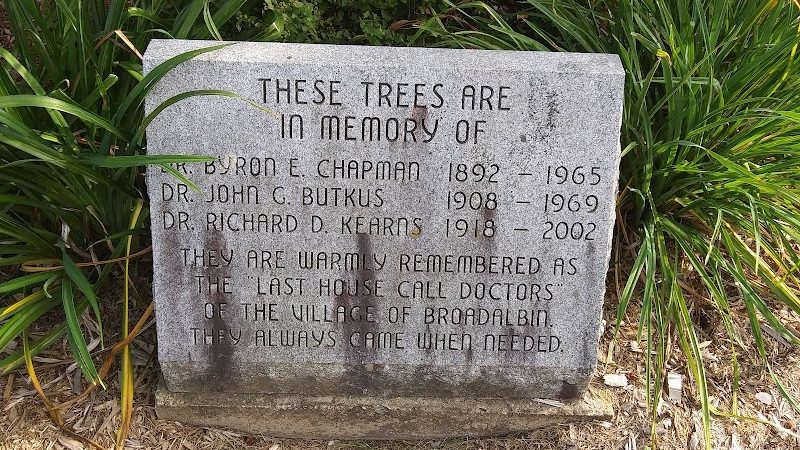 THESE TREES ARE
IN MEMORY OF
DR. BYRON E. CHAPMAN 1892 – 1965
DR. JOHN G. BUTKUS 1908 – 1969
DR. RICHARD D. KEARNS 1918 – 2002
THEY ARE WARMLY REMEMBERED AS
THE "LAST HOUSE CALL DOCTORS"
OF THE VILLAGE OF BROADALBIN.
THEY ALWAYS CAME WHEN NEEDED.